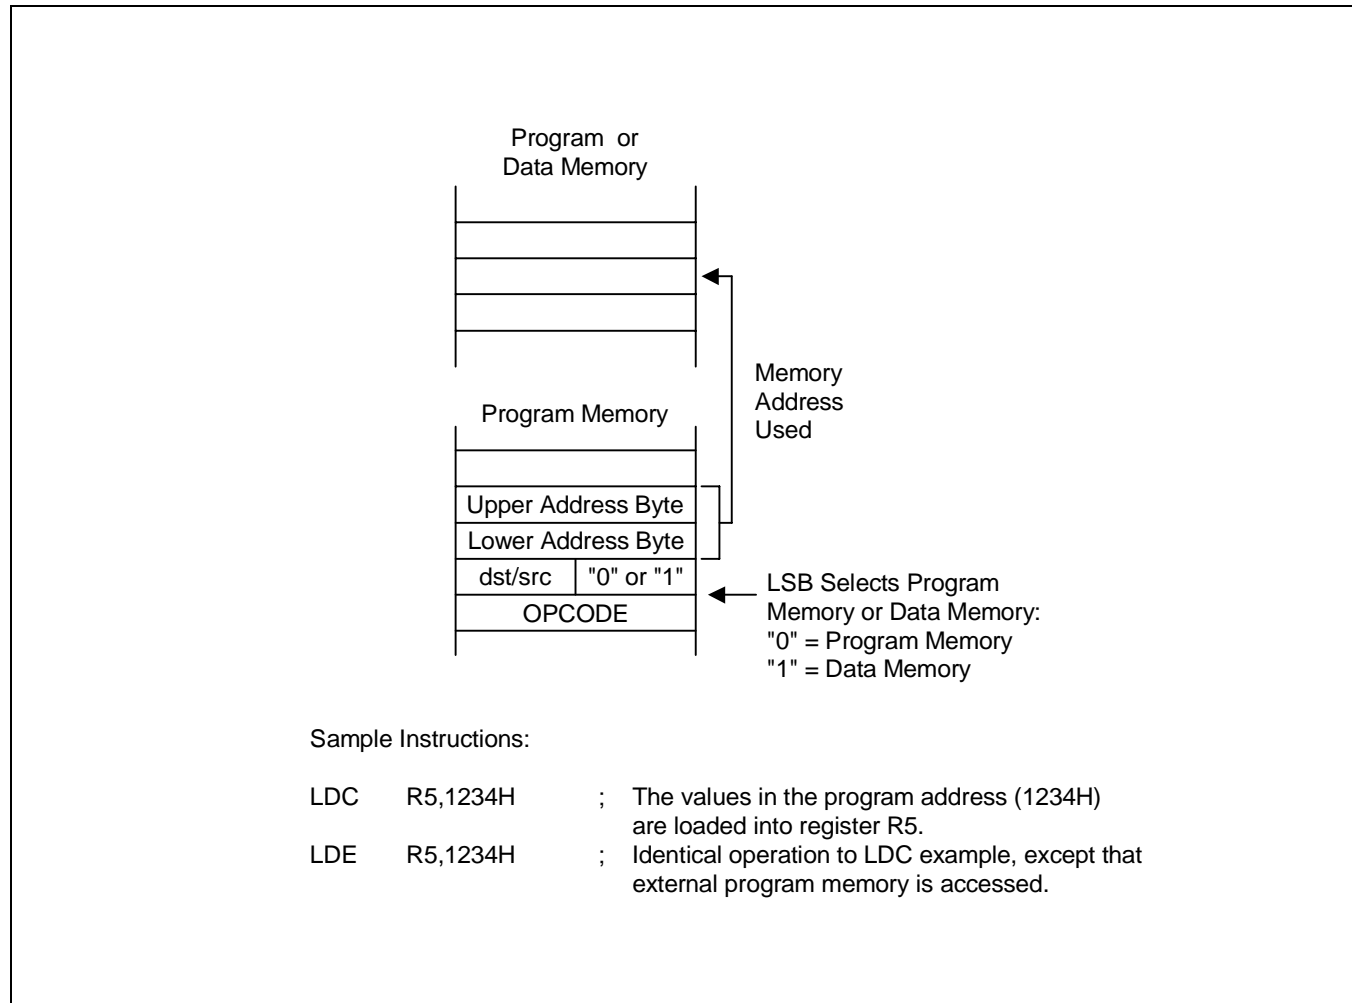 Program or
Data Memory
Memory
Address
Used
Program Memory
Upper Address Byte
Lower Address Byte
dst/src "0" or "1"
OPCODE
LSB Selects Program
Memory or Data Memory:
"0" = Program Memory
"1" = Data Memory
Sample Instructions:
LDC R5,1234H ; The values in the program address (1234H)
are loaded into register R5.
LDE R5,1234H ; Identical operation to LDC example, except that
external program memory is accessed.